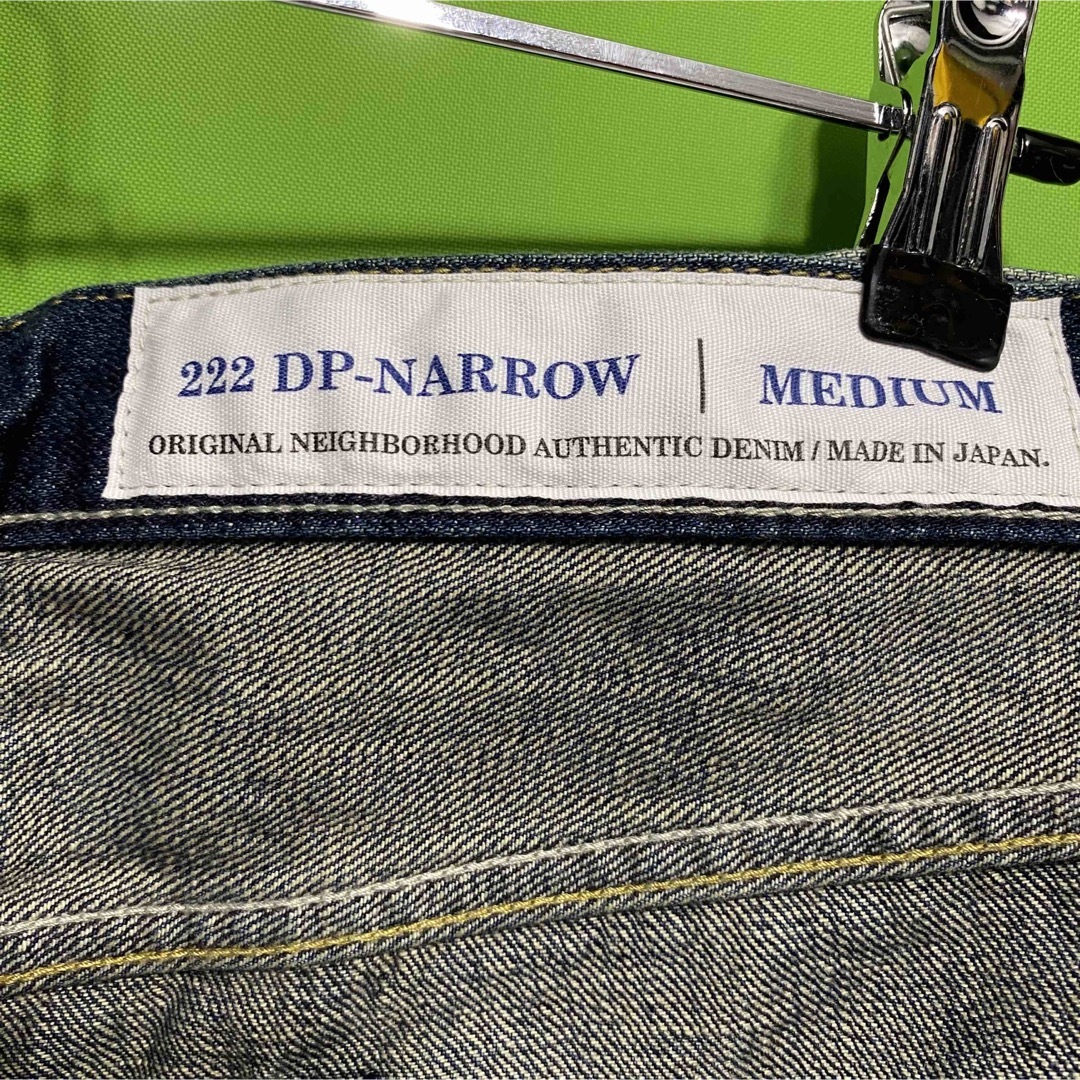 222 DP-NARROW | MEDIUM
ORIGINAL NEIGHBORHOOD AUTHENTIC DENIM / MADE IN JAPAN.